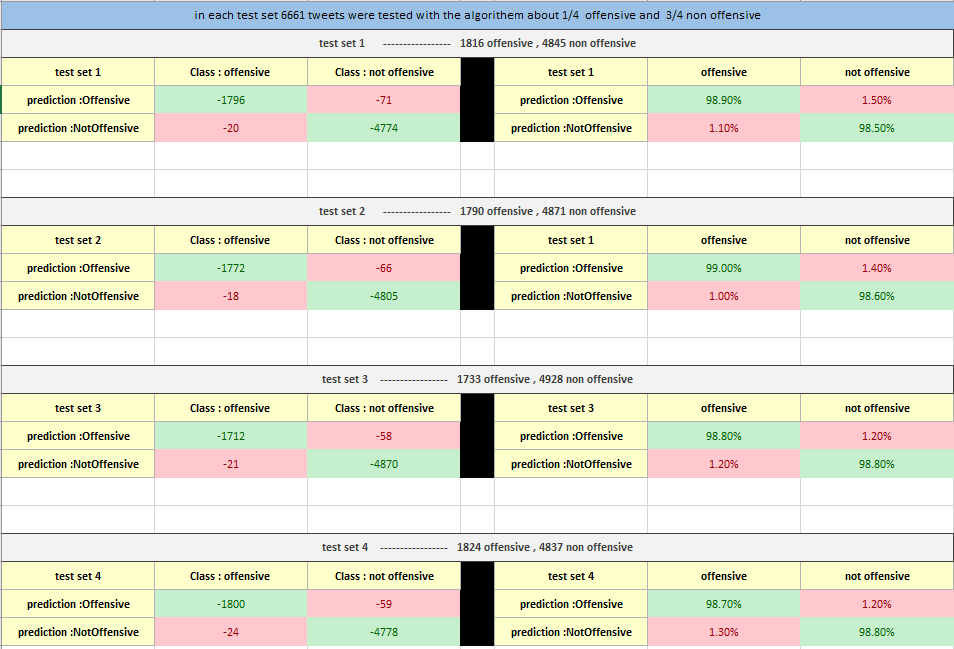 in each test set 6661 tweets were tested with the algorithem about 1/4 offensive and 3/4 non offensive
test set 1 ----------------- 1816 offensive , 4845 non offensive
test set 1 Class : offensive Class : not offensive test set 1 offensive not offensive
prediction :Offensive -1796 -71 prediction :Offensive 98.90% 1.50%
prediction :NotOffensive -20 -4774 prediction :NotOffensive 1.10% 98.50%
test set 2 ----------------- 1790 offensive , 4871 non offensive
test set 2 Class : offensive Class : not offensive test set 1 offensive not offensive
prediction :Offensive -1772 -66 prediction :Offensive 99.00% 1.40%
prediction :NotOffensive -18 -4805 prediction :NotOffensive 1.00% 98.60%
test set 3 ----------------- 1733 offensive , 4928 non offensive
test set 3 Class : offensive Class : not offensive test set 3 offensive not offensive
prediction :Offensive -1712 -58 prediction :Offensive 98.80% 1.20%
prediction :NotOffensive -21 -4870 prediction :NotOffensive 1.20% 98.80%
test set 4 ----------------- 1824 offensive , 4837 non offensive
test set 4 Class : offensive Class : not offensive test set 4 offensive not offensive
prediction :Offensive -1800 -59 prediction :Offensive 98.70% 1.20%
prediction :NotOffensive -24 -4778 prediction :NotOffensive 1.30% 98.80%